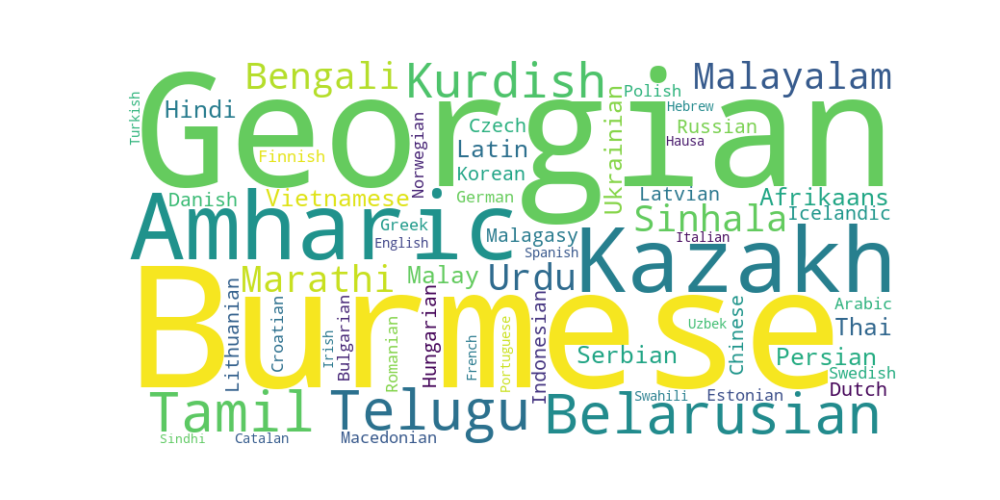 Bengali
Kurdish
Malayalam
Turkish
Georgian
Hindi
Polish
Hebrew
Ukrainian
Norwegian
Czech
Russian
Hausa
Latin
Finnish
Korean
Danish
Vietnamese
German
Latvian
Afrikaans
Amharic
Sinhala
Icelandic
Greek
English
Malagasy
Italian
Spanish
Kazakh
Marathi
Malay
Urdu
Burmese
Lithuanian
Croatian
Irish
Bulgarian
Romanian
Hungarian
French
Portuguese
Indonesian
Uzbek
Chinese
Arabic
Thai
Serbian
Persian
Swedish
Dutch
Tamil
Telugu
Belarusian
Swahili
Estonian
Sindhi
Catalan
Macedonian